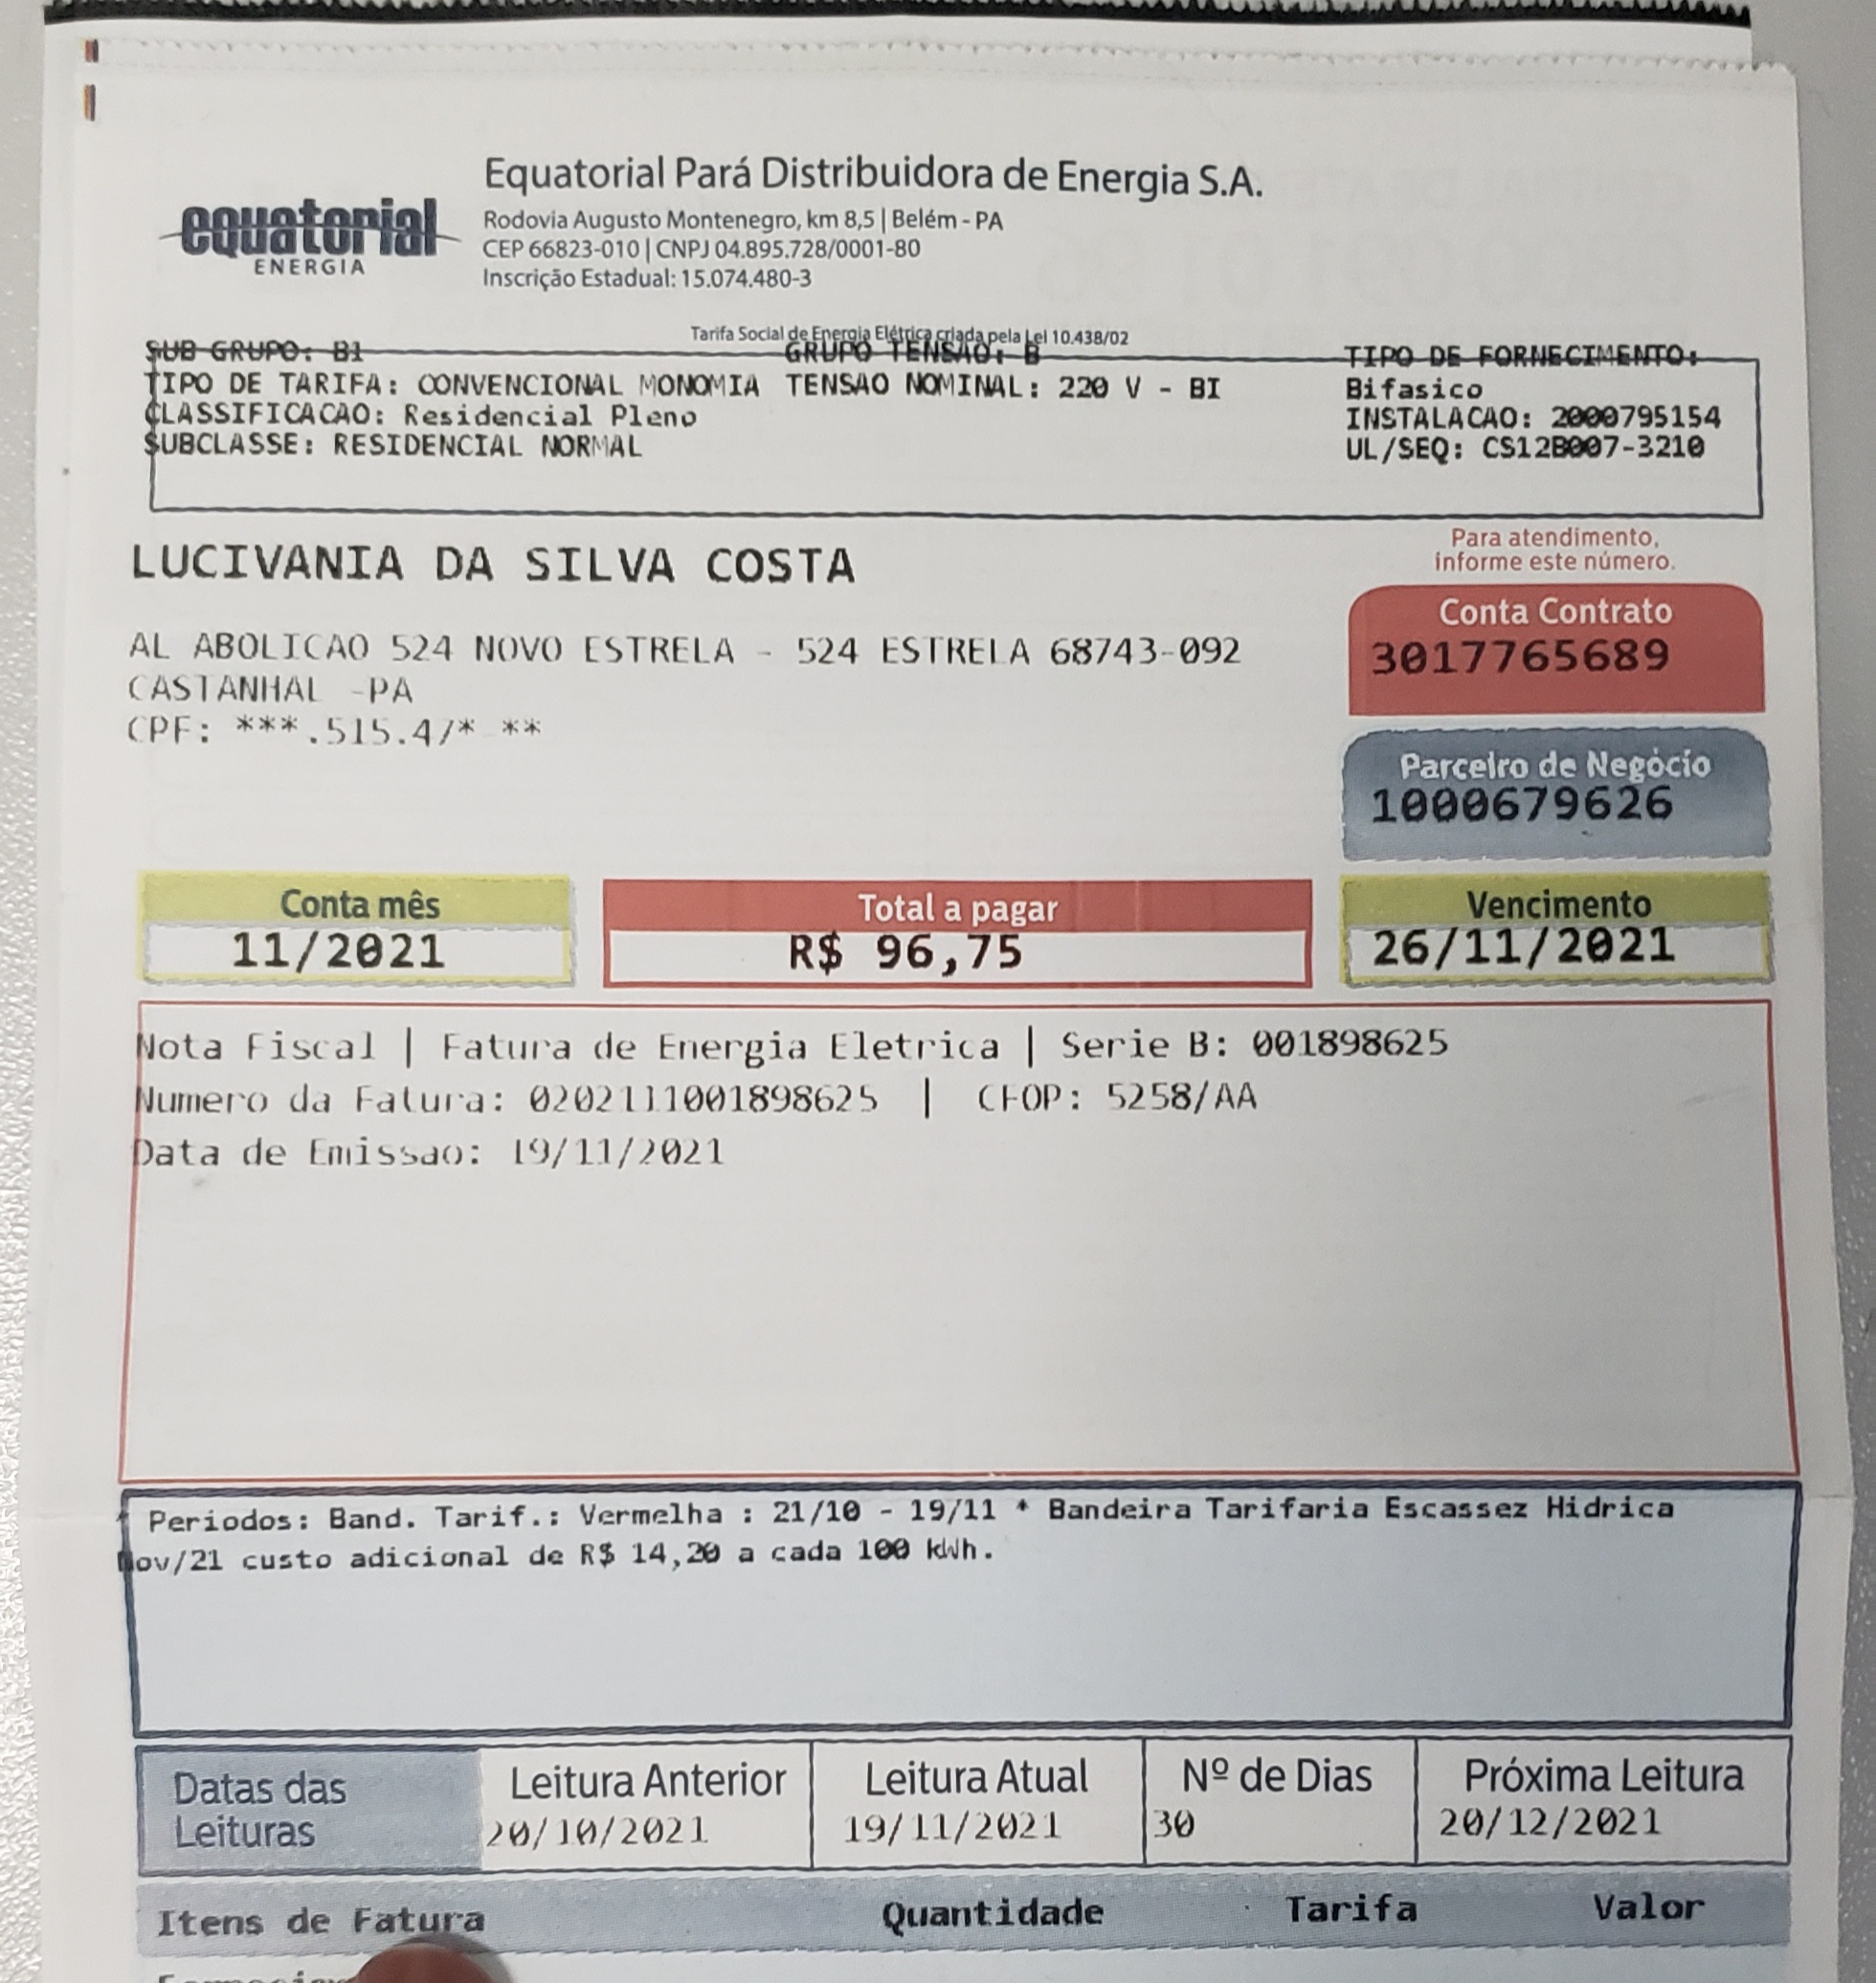 Equatorial Pará Distribuidora de Energia S.A.
equatorial
ENERGIA
Rodovia Augusto Montenegro, km 8,5 | Belém - PA
CEP 66823-010 | CNPJ 04.895.728/0001-80
Inscrição Estadual: 15.074.480-3
Tarifa Social de Energia Elétrica criada pela Lei 10.438/02
SUB GRUPO: B1 GRUPO TENSAO: B TIPO DE FORNECIMENTO:
TIPO DE TARIFA: CONVENCIONAL MONOMIA TENSAO NOMINAL: 220 V - BI Bifasico
CLASSIFICACAO: Residencial Pleno INSTALACAO: 2000795154
SUBCLASSE: RESIDENCIAL NORMAL UL/SEQ: CS12B007-3210
Para atendimento,
informe este número.
LUCIVANIA DA SILVA COSTA
Conta Contrato
3017765689
AL ABOLICAO 524 NOVO ESTRELA - 524 ESTRELA 68743-092
CASTANHAL -PA
CPF: ***.515.47*-**
Parceiro de Negócio
1000679626
Conta mês Total a pagar Vencimento
11/2021 R$ 96,75 26/11/2021
Nota Fiscal | Fatura de Energia Eletrica | Serie B: 001898625
Numero da Fatura: 0202111001898625 | CFOP: 5258/AA
Data de Emissao: 19/11/2021
Periodos: Band. Tarif.: Vermelha : 21/10 - 19/11 * Bandeira Tarifaria Escassez Hidrica
Nov/21 custo adicional de R$ 14,20 a cada 100 kWh.
Datas das Leituras Leitura Anterior Leitura Atual Nº de Dias Próxima Leitura
20/10/2021 19/11/2021 30 20/12/2021
Itens de Fatura Quantidade Tarifa Valor